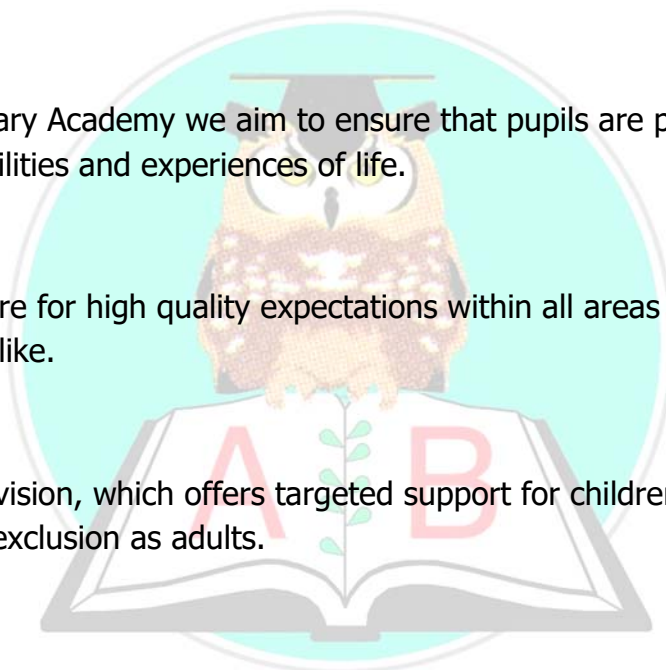 ary Academy we aim to ensure that pupils are p
ilities and experiences of life.
re for high quality expectations within all areas
like.
vision, which offers targeted support for children
exclusion as adults.
A B